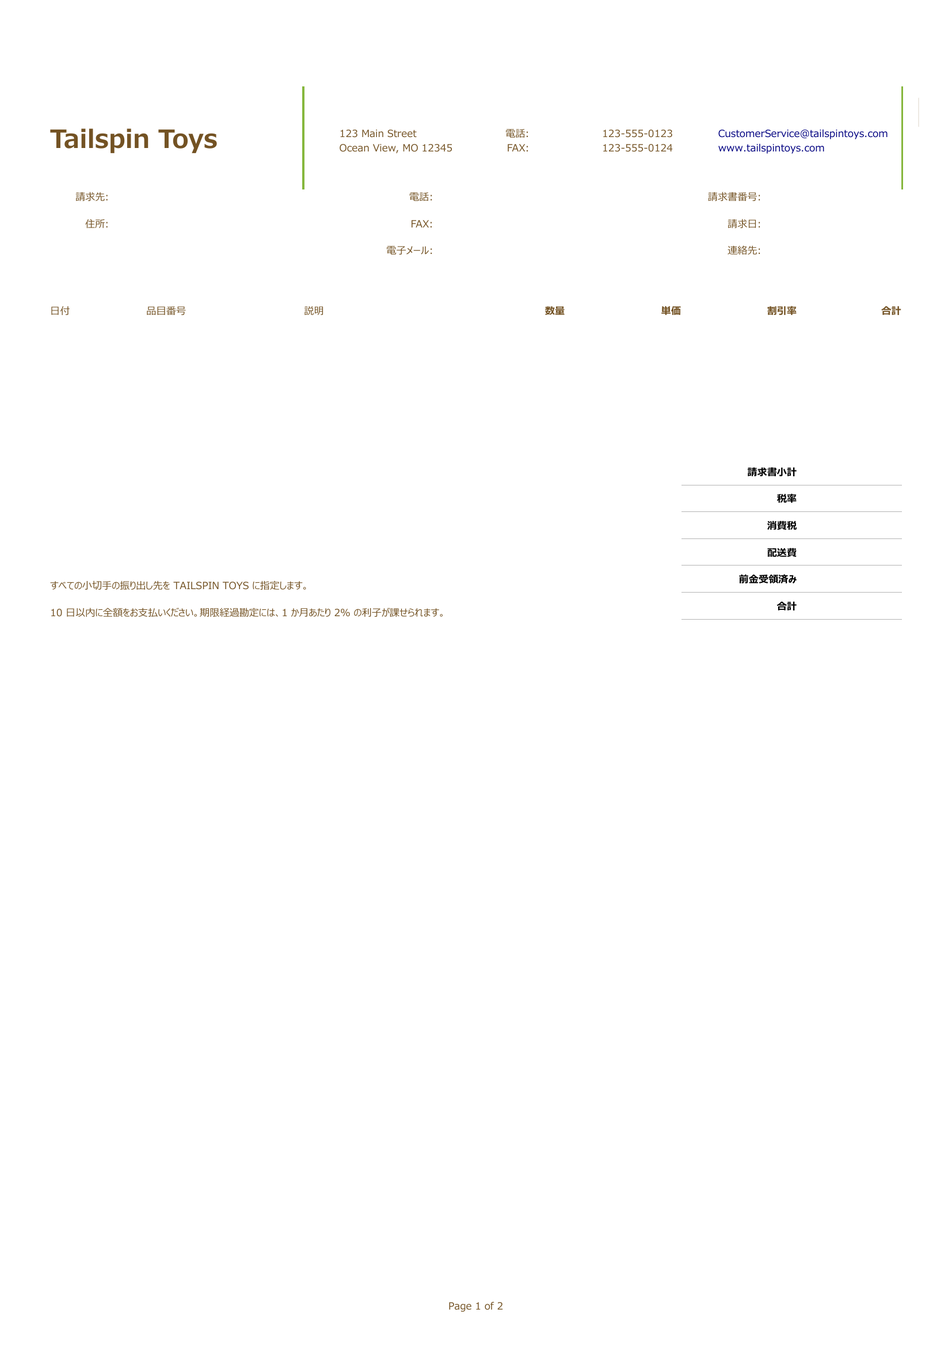 Tailspin Toys
123 Main Street 電話: 123-555-0123 CustomerService@tailspintoys.com
Ocean View, MO 12345 FAX: 123-555-0124 www.tailspintoys.com
請求先: 電話: 請求書番号:
住所: FAX: 請求日:
電子メール: 連絡先:
日付 品目番号 説明 数量 単価 割引率 合計
請求書小計
税率
消費税
配送費
前金受領済み
合計
すべての小切手の振り出し先を TAILSPIN TOYS に指定します。
10 日以内に全額をお支払いください。期限経過勘定には、1 か月あたり 2% の利子が課せられます。
Page 1 of 2